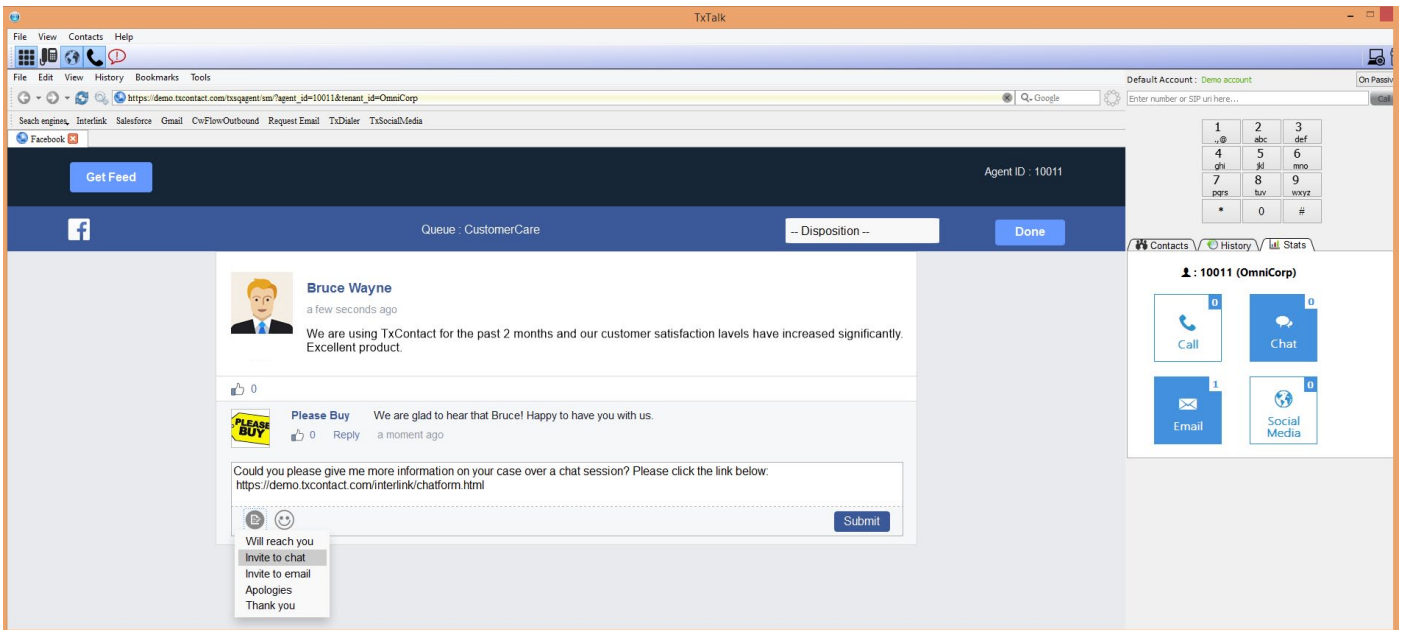 TxTalk
File View Contacts Help
File Edit View History Bookmarks Tools
https://demo.txcontact.com/txsqagent/sm/?agent_id=10011&tenant_id=OmniCorp
Google
Seach engines, Interlink Salesforce Gmail CwFlowOutbound Request Email TxDialer TxSocialMedia
Facebook
Get Feed
Agent ID : 10011
Queue : CustomerCare
-- Disposition --
Done
Bruce Wayne
a few seconds ago
We are using TxContact for the past 2 months and our customer satisfaction lavels have increased significantly.
Excellent product.
0
PLEASE
BUY
Please Buy We are glad to hear that Bruce! Happy to have you with us.
0 Reply a moment ago
Could you please give me more information on your case over a chat session? Please click the link below:
https://demo.txcontact.com/interlink/chatform.html
Submit
Will reach you
Invite to chat
Invite to email
Apologies
Thank you
Default Account : Demo account
On Passiv
Enter number or SIP uri here...
Call
1 2 3
.,@ abc def
4 5 6
ghi jkl mno
7 8 9
pqrs tuv wxyz
* 0 #
Contacts History Stats
: 10011 (OmniCorp)
0
Call
0
Chat
1
Email
0
Social
Media